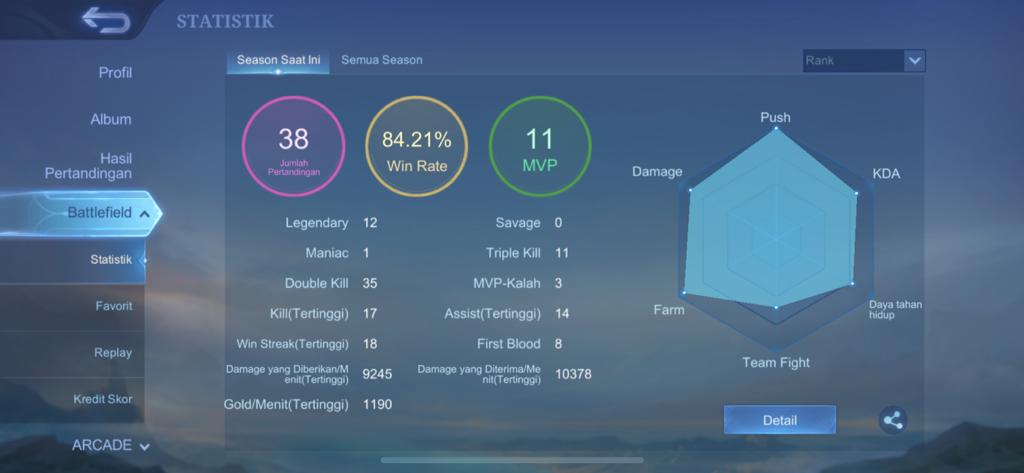 STATISTIK
Profil
Album
Hasil
Pertandingan
Battlefield
Statistik
Favorit
Replay
Kredit Skor
ARCADE
Season Saat Ini
Semua Season
Rank
38
Jumlah
Pertandingan
84.21%
Win Rate
11
MVP
Legendary 12
Savage 0
Maniac 1
Triple Kill 11
Double Kill 35
MVP-Kalah 3
Kill(Tertinggi) 17
Assist(Tertinggi) 14
Win Streak(Tertinggi) 18
First Blood 8
Damage yang Diberikan/M
enit(Tertinggi) 9245
Damage yang Diterima/Me
nit(Tertinggi) 10378
Gold/Menit(Tertinggi) 1190
Push
Damage
KDA
Farm
Daya tahan
hidup
Team Fight
Detail